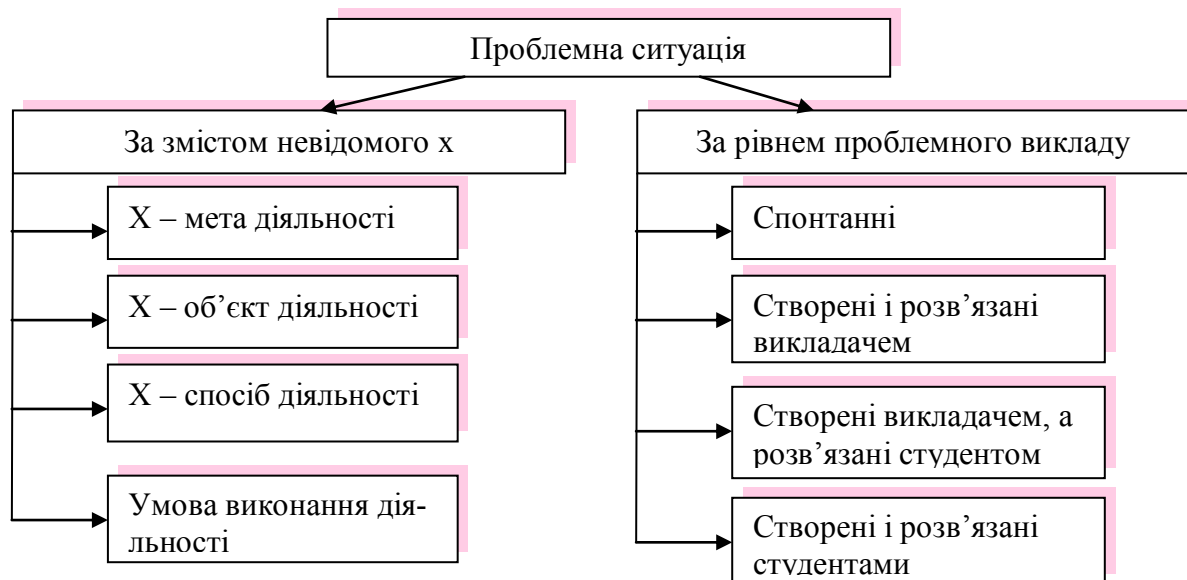 Проблемна ситуація
За змістом невідомого х
Х – мета діяльності
Х – об’єкт діяльності
Х – спосіб діяльності
Умова виконання дія-
льності
За рівнем проблемного викладу
Спонтанні
Створені і розв’язані
викладачем
Створені викладачем, а
розв’язані студентом
Створені і розв’язані
студентами